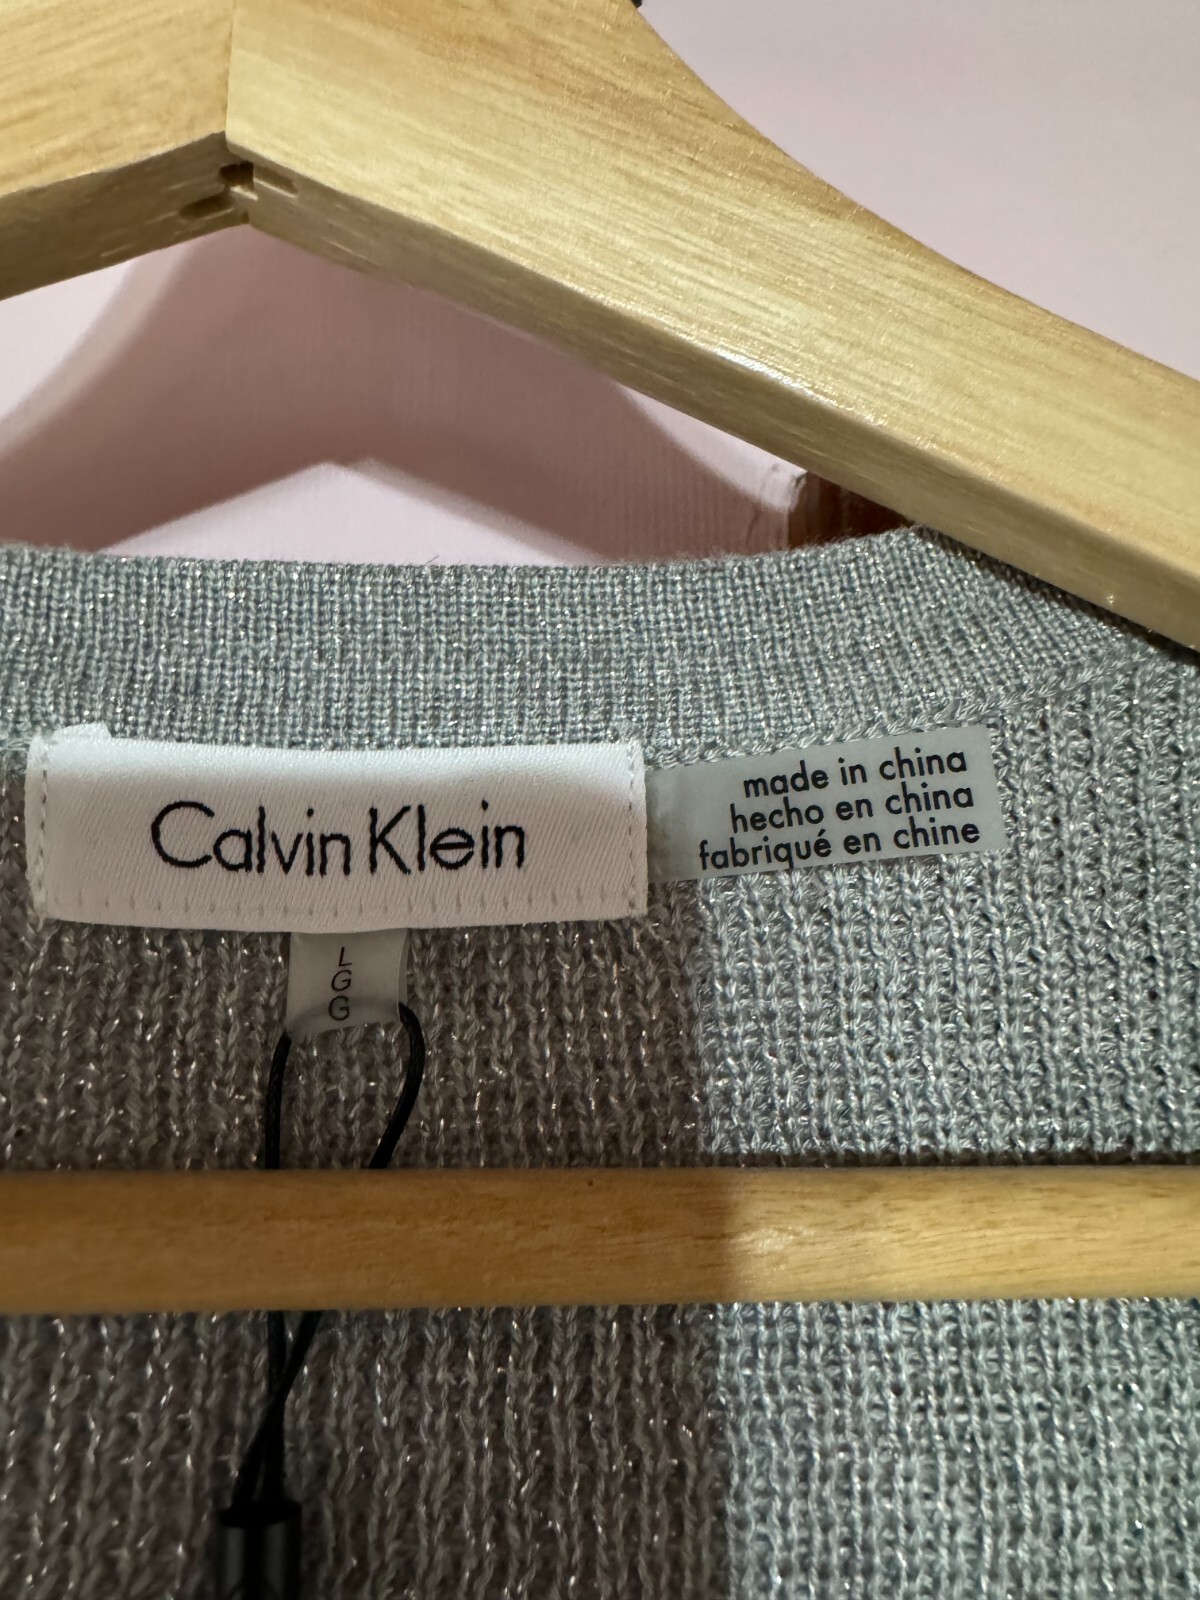 Calvin Klein
made in china
hecho en china
fabriqué en chine
L
G
G